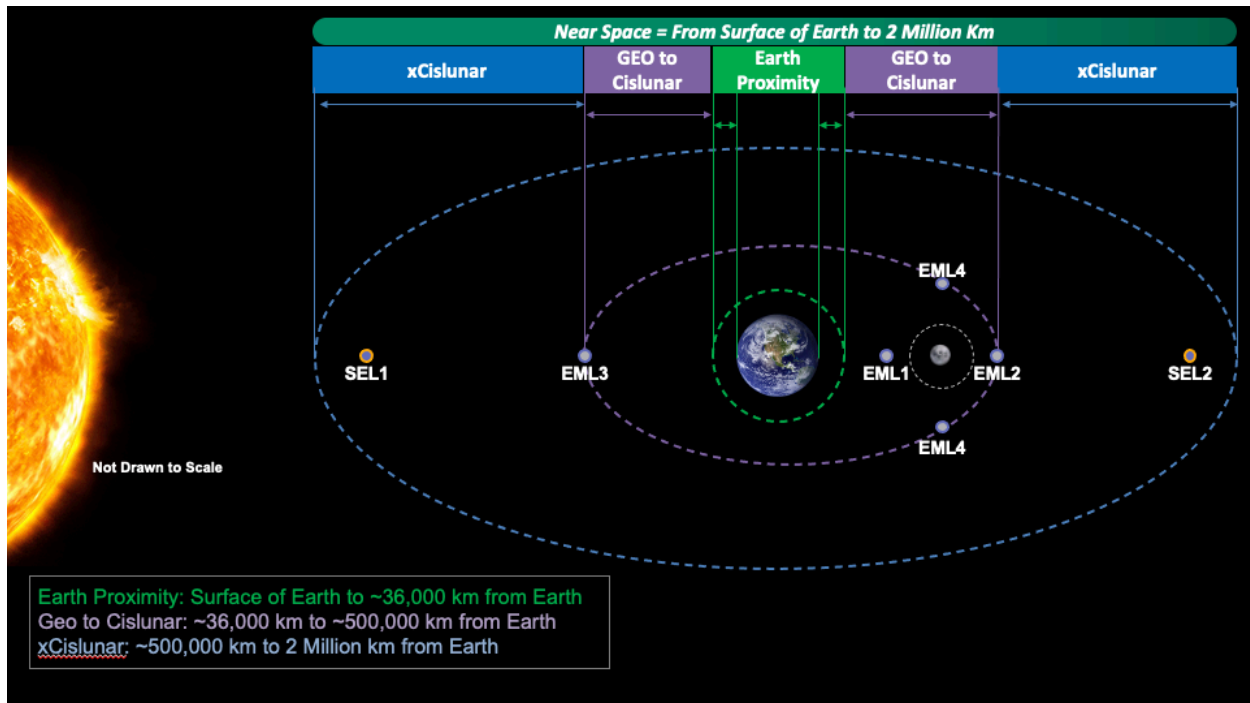 Near Space = From Surface of Earth to 2 Million Km
xCislunar
GEO to
Cislunar
Earth
Proximity
GEO to
Cislunar
xCislunar
EML4
SEL1
EML3
EML1
EML2
SEL2
EML4
Not Drawn to Scale
Earth Proximity: Surface of Earth to ~36,000 km from Earth
Geo to Cislunar: ~36,000 km to ~500,000 km from Earth
xCislunar: ~500,000 km to 2 Million km from Earth